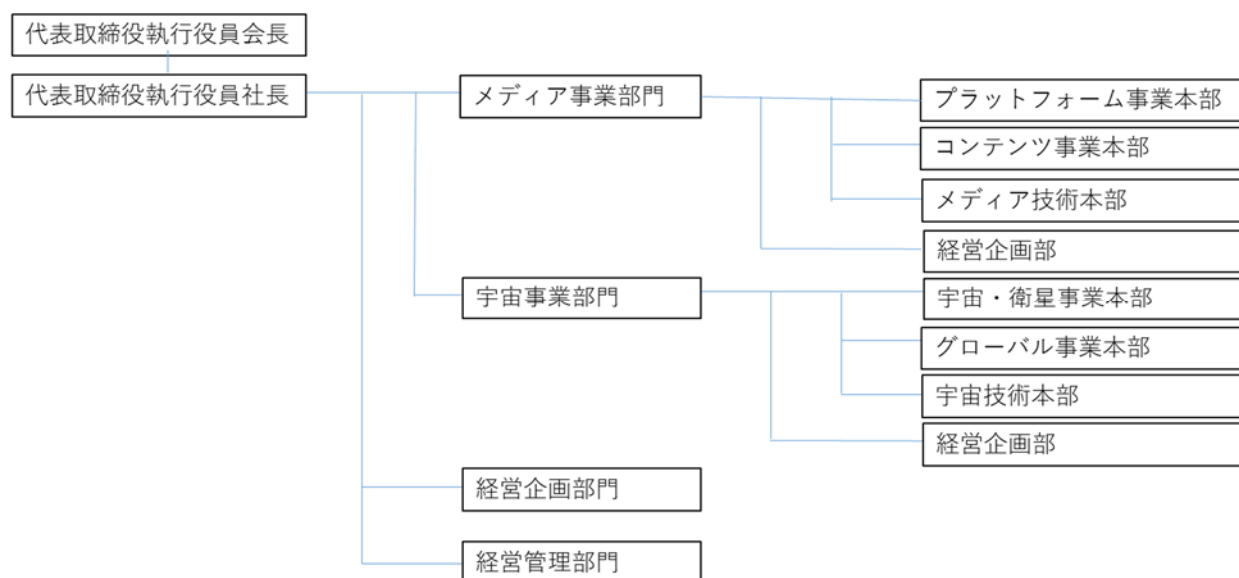 代表取締役執行役員会長
代表取締役執行役員社長
メディア事業部門
プラットフォーム事業本部
コンテンツ事業本部
メディア技術本部
経営企画部
宇宙事業部門
宇宙・衛星事業本部
グローバル事業本部
宇宙技術本部
経営企画部
経営企画部門
経営管理部門